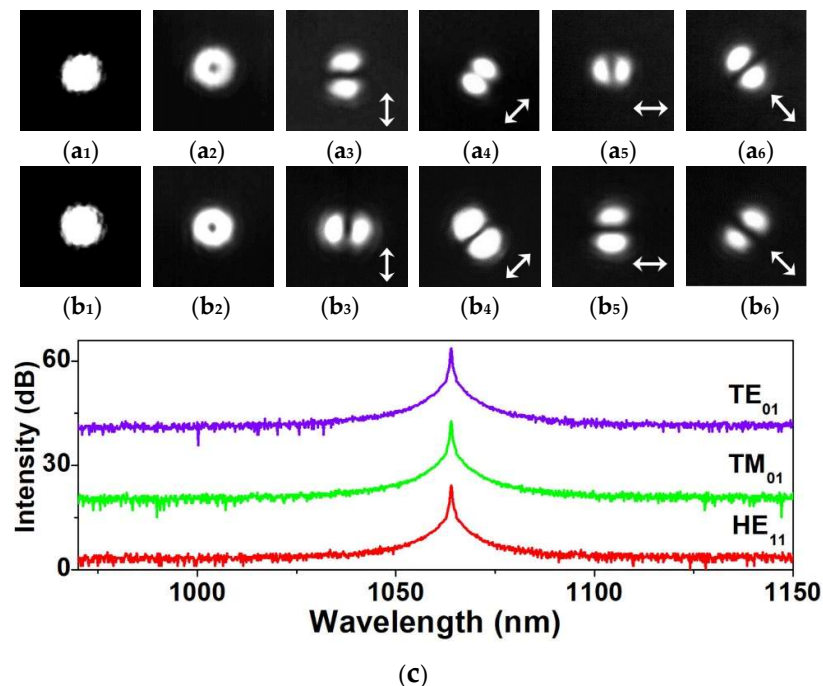 (a1) (a2) (a3) (a4) (a5) (a6)
(b1) (b2) (b3) (b4) (b5) (b6)
60
30
0
Intensity (dB)
TE01
TM01
HE11
1000 1050 1100 1150
Wavelength (nm)
(c)